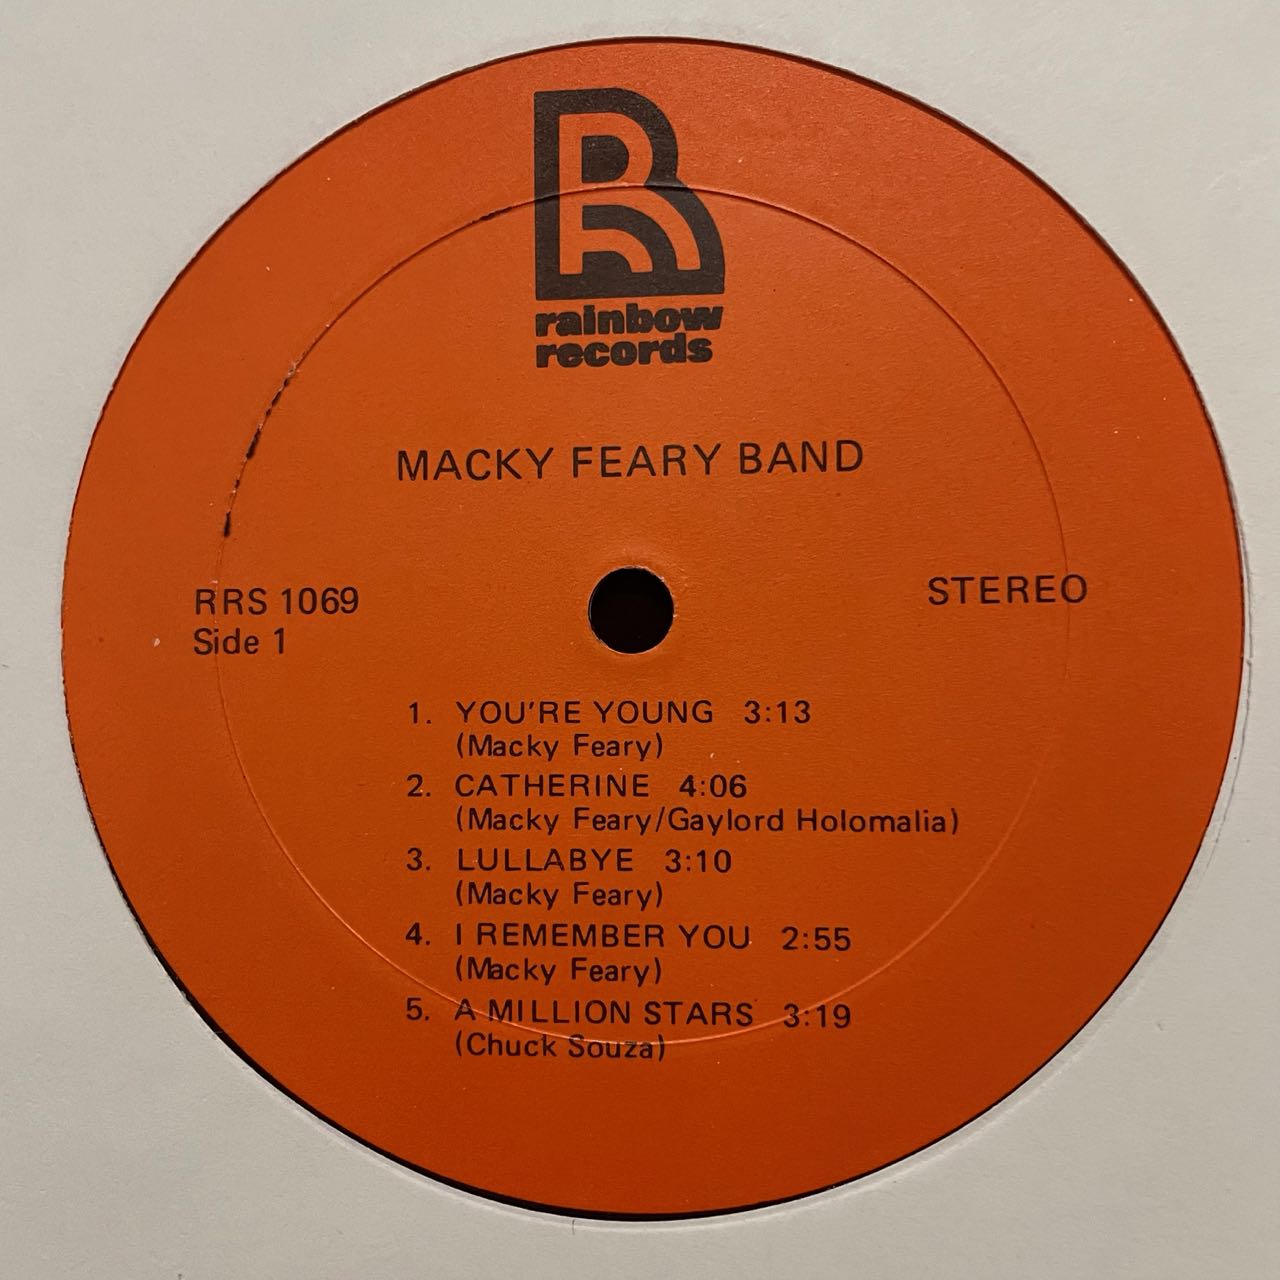 R
rainbow
records
MACKY FEARY BAND
RRS 1069
Side 1
STEREO
1. YOU'RE YOUNG 3:13
(Macky Feary)
2. CATHERINE 4:06
(Macky Feary/Gaylord Holomalia)
3. LULLABYE 3:10
(Macky Feary)
4. I REMEMBER YOU 2:55
(Macky Feary)
5. A MILLION STARS 3:19
(Chuck Souza)